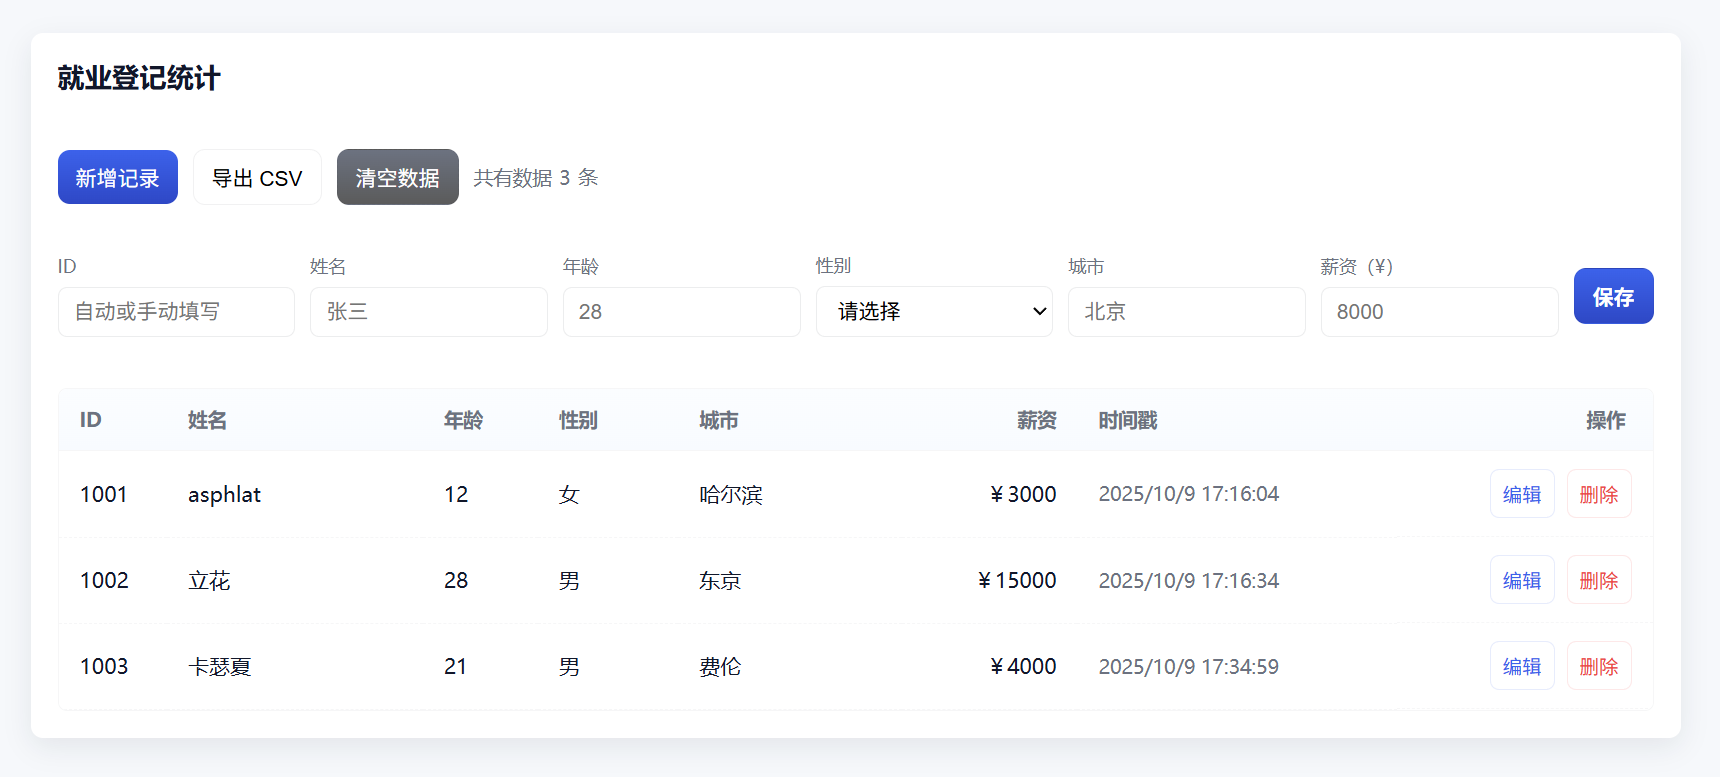 就业登记统计
新增记录 导出 CSV 清空数据 共有数据 3 条
ID 姓名 年龄 性别 城市 薪资（¥）
自动或手动填写 张三 28 请选择 北京 8000 保存
ID 姓名 年龄 性别 城市 薪资 时间戳 操作
1001 asphlat 12 女 哈尔滨 ¥3000 2025/10/9 17:16:04 编辑 删除
1002 立花 28 男 东京 ¥15000 2025/10/9 17:16:34 编辑 删除
1003 卡瑟夏 21 男 费伦 ¥4000 2025/10/9 17:34:59 编辑 删除